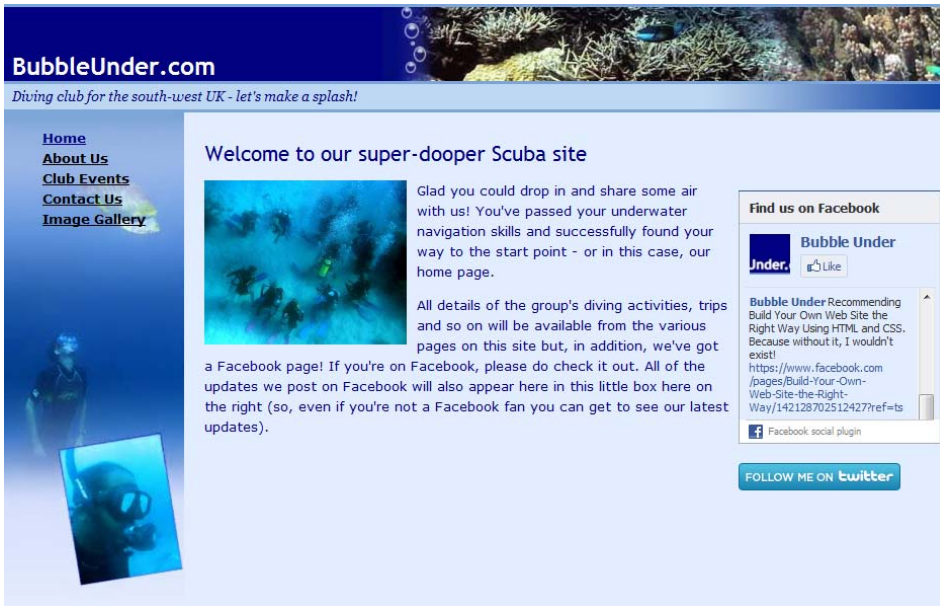 BubbleUnder.com
Diving club for the south-west UK - let's make a splash!
Home
About Us
Club Events
Contact Us
Image Gallery
Welcome to our super-dooper Scuba site
Glad you could drop in and share some air
with us! You've passed your underwater
navigation skills and successfully found your
way to the start point - or in this case, our
home page.
All details of the group's diving activities, trips
and so on will be available from the various
pages on this site but, in addition, we've got
a Facebook page! If you're on Facebook, please do check it out. All of the
updates we post on Facebook will also appear here in this little box here on
the right (so, even if you're not a Facebook fan you can get to see our latest
updates).
Find us on Facebook
Under.
Bubble Under
Like
Bubble Under Recommending
Build Your Own Web Site the
Right Way Using HTML and CSS.
Because without it, I wouldn't
exist!
https://www.facebook.com
/pages/Build-Your-Own-
Web-Site-the-Right-
Way/142128702512427?ref=ts
f Facebook social plugin
FOLLOW ME ON twitter